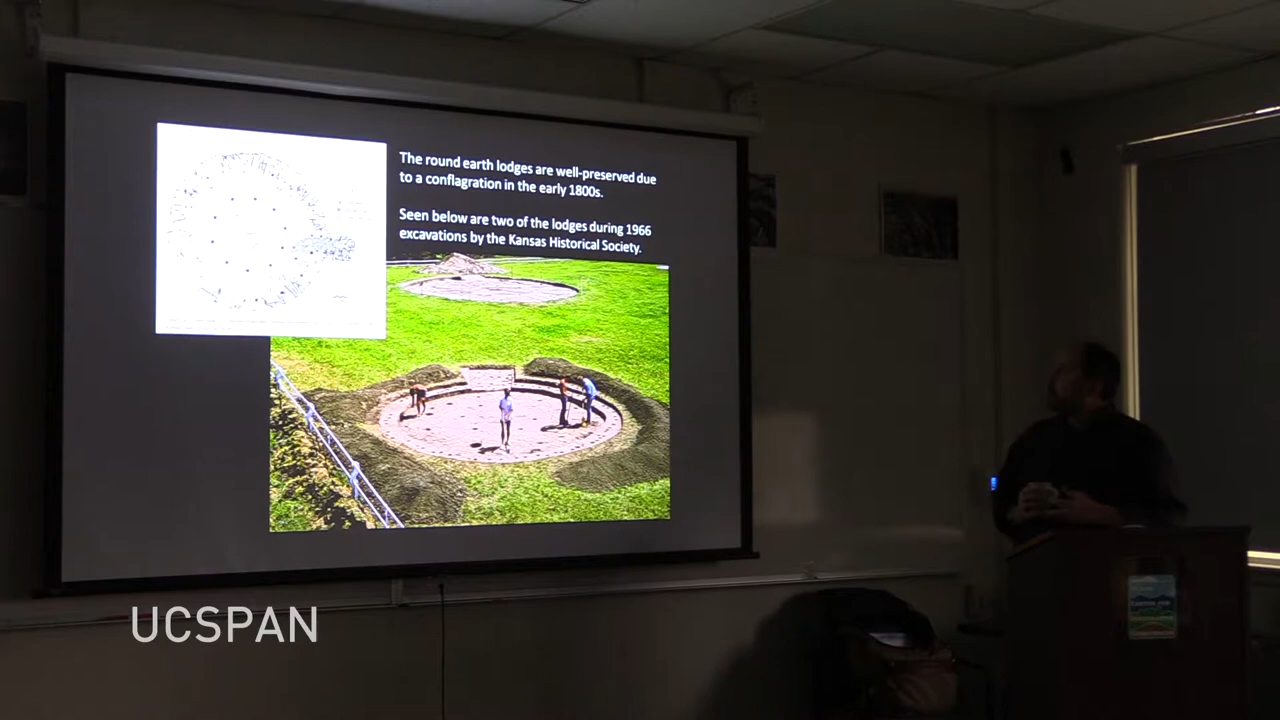 The round earth lodges are well-preserved due
to a conflagration in the early 1800s.
Seen below are two of the lodges during 1966
excavations by the Kansas Historical Society.
UCSPAN